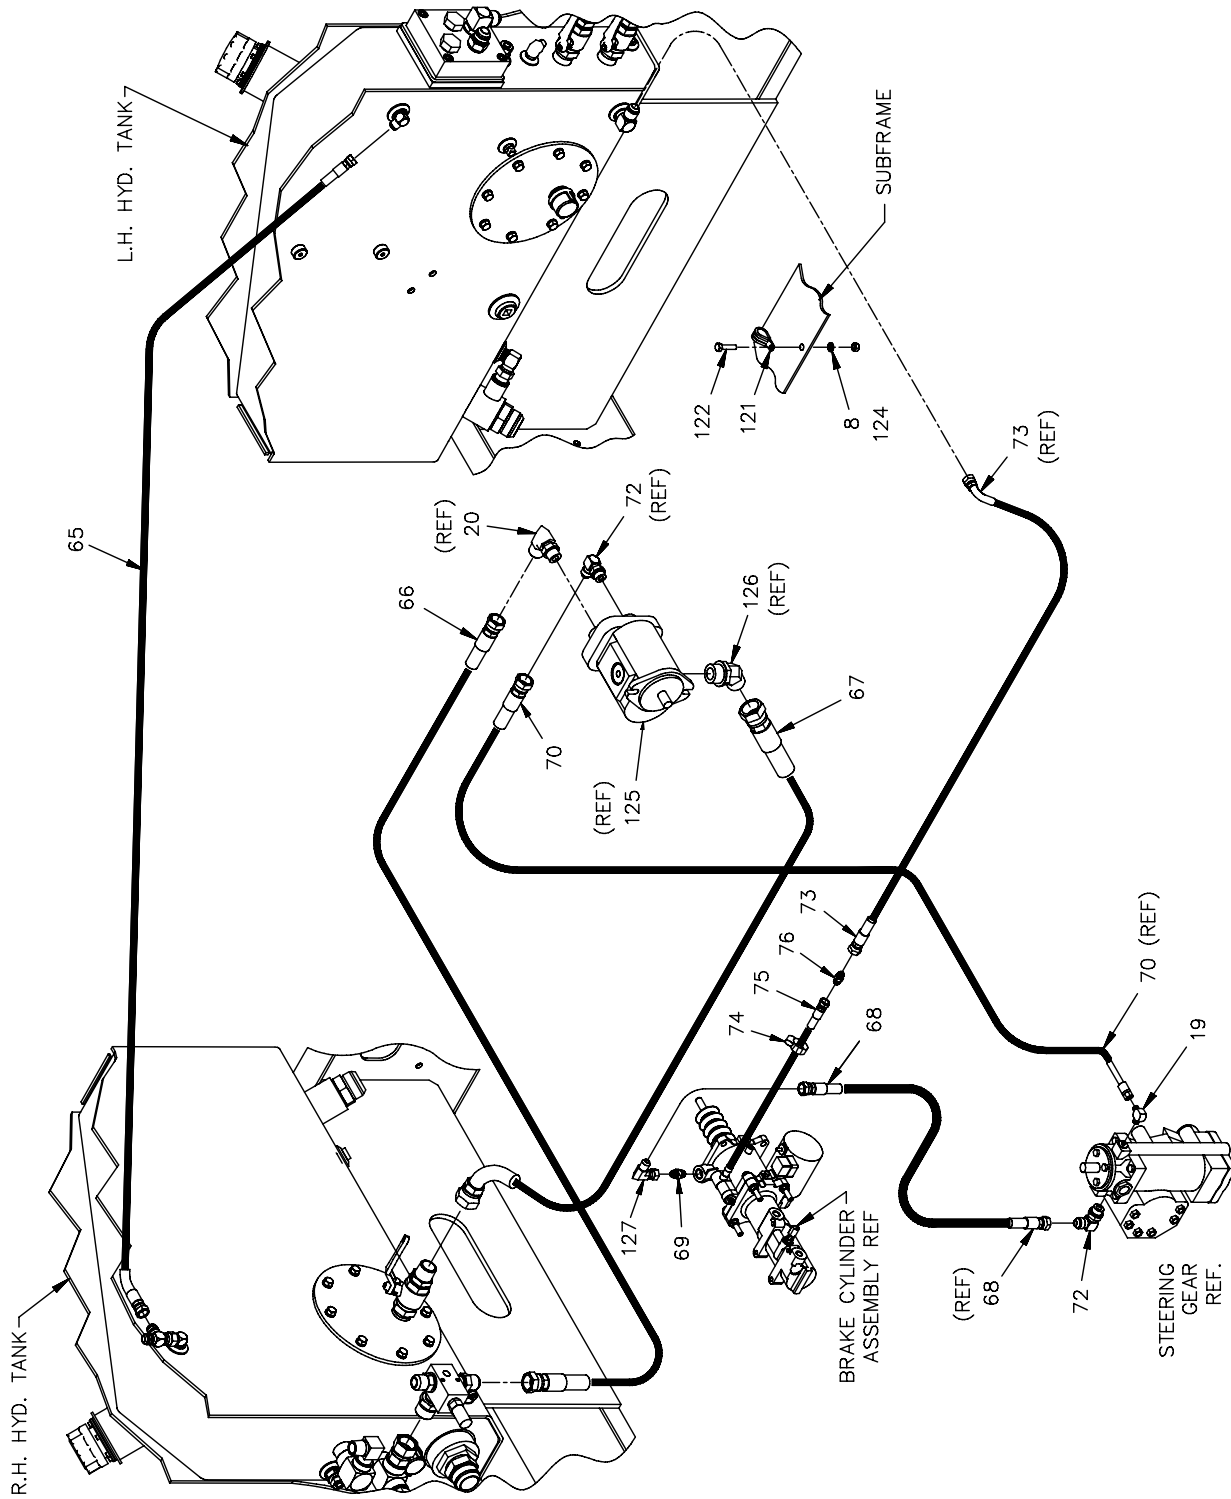 R.H. HYD. TANK
L.H. HYD. TANK
65
66
(REF)
20
72
(REF)
70
(REF)
125
126
(REF)
67
122
121
8
124
SUBFRAME
73
(REF)
73
76
75
74
68
127
69
BRAKE CYLINDER
ASSEMBLY REF
(REF)
68
72
70 (REF)
19
STEERING
GEAR
REF.